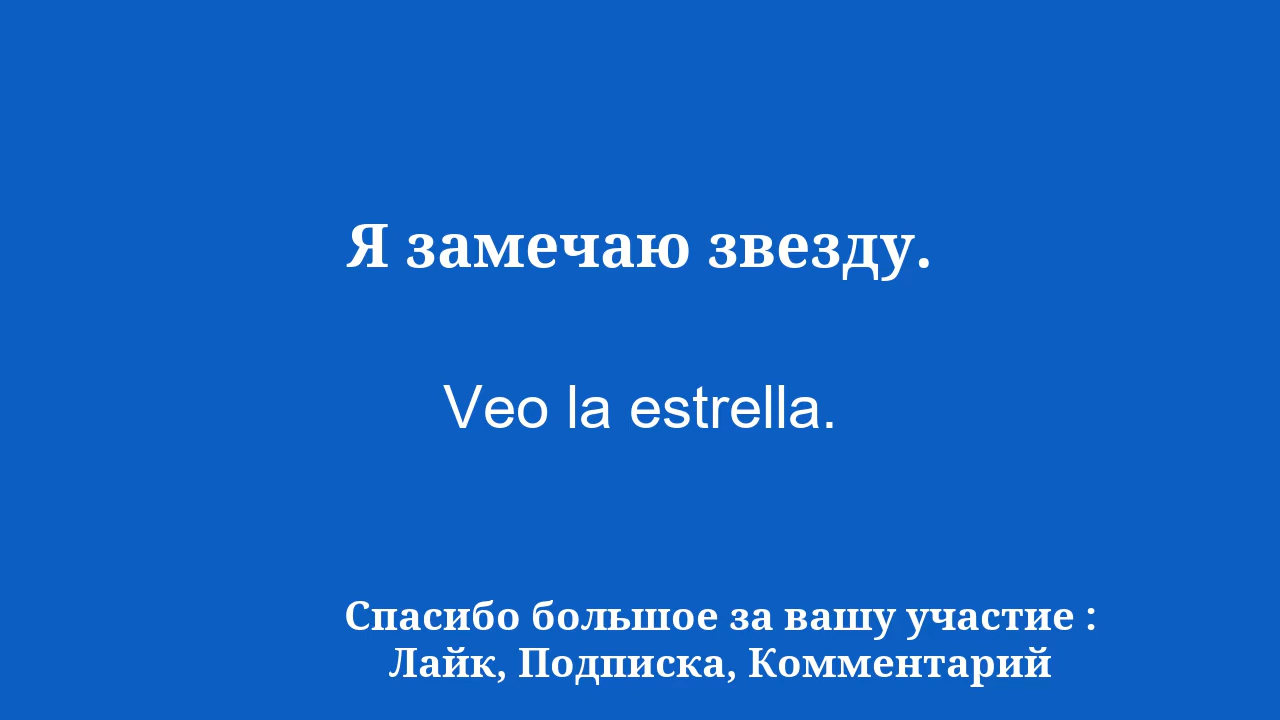 Я замечаю звезду.
Veo la estrella.
Спасибо большое за вашу участие :
Лайк, Подписка, Комментарий